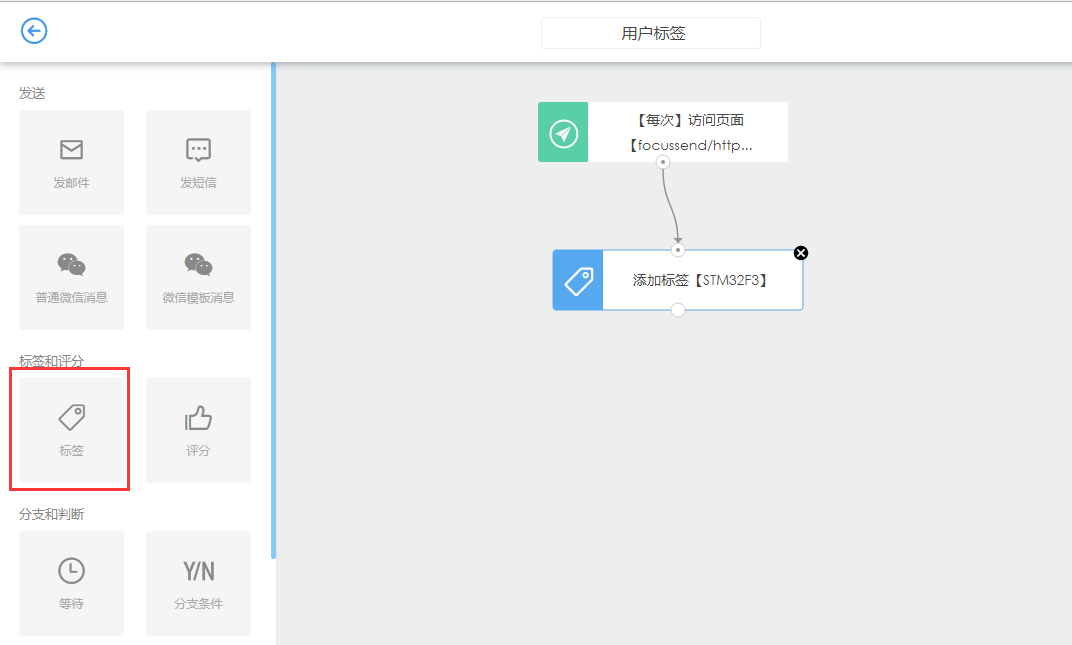 用户标签
发送
发邮件
发短信
普通微信消息
微信模板消息
标签和评分
标签
评分
分支和判断
等待
Y/N
分支条件
【每次】访问页面
【focussend/http...
添加标签【STM32F3】